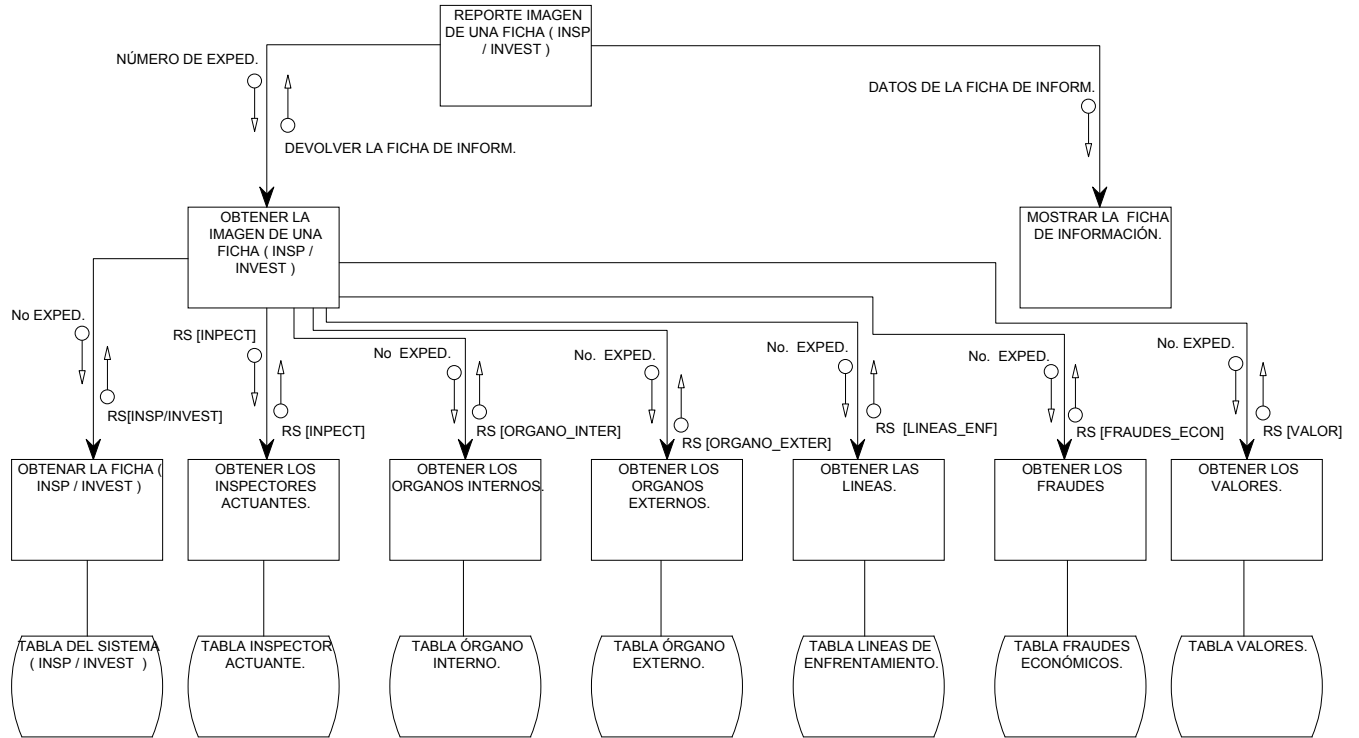 REPORTE IMAGEN
DE UNA FICHA ( INSP
/ INVEST )
NÚMERO DE EXPED.
DATOS DE LA FICHA DE INFORM.
DEVOLVER LA FICHA DE INFORM.
OBTENER LA
IMAGEN DE UNA
FICHA ( INSP /
INVEST )
MOSTRAR LA FICHA
DE INFORMACIÓN.
No EXPED.
RS [INPECT]
No EXPED.
No. EXPED.
No. EXPED.
No. EXPED.
No. EXPED.
RS[INSP/INVEST]
RS [INPECT]
RS [ORGANO_INTER]
RS [ORGANO_EXTER]
RS [LINEAS_ENF]
RS [FRAUDES_ECON]
RS [VALOR]
OBTENAR LA FICHA (
INSP / INVEST )
OBTENER LOS
INSPECTORES
ACTUANTES.
OBTENER LOS
ORGANOS INTERNOS.
OBTENER LOS
ORGANOS
EXTERNOS.
OBTENER LAS
LINEAS.
OBTENER LOS
FRAUDES
OBTENER LOS
VALORES.
TABLA DEL SISTEMA
( INSP / INVEST )
TABLA INSPECTOR
ACTUANTE.
TABLA ÓRGANO
INTERNO.
TABLA ÓRGANO
EXTERNO.
TABLA LINEAS DE
ENFRENTAMIENTO.
TABLA FRAUDES
ECONÓMICOS.
TABLA VALORES.